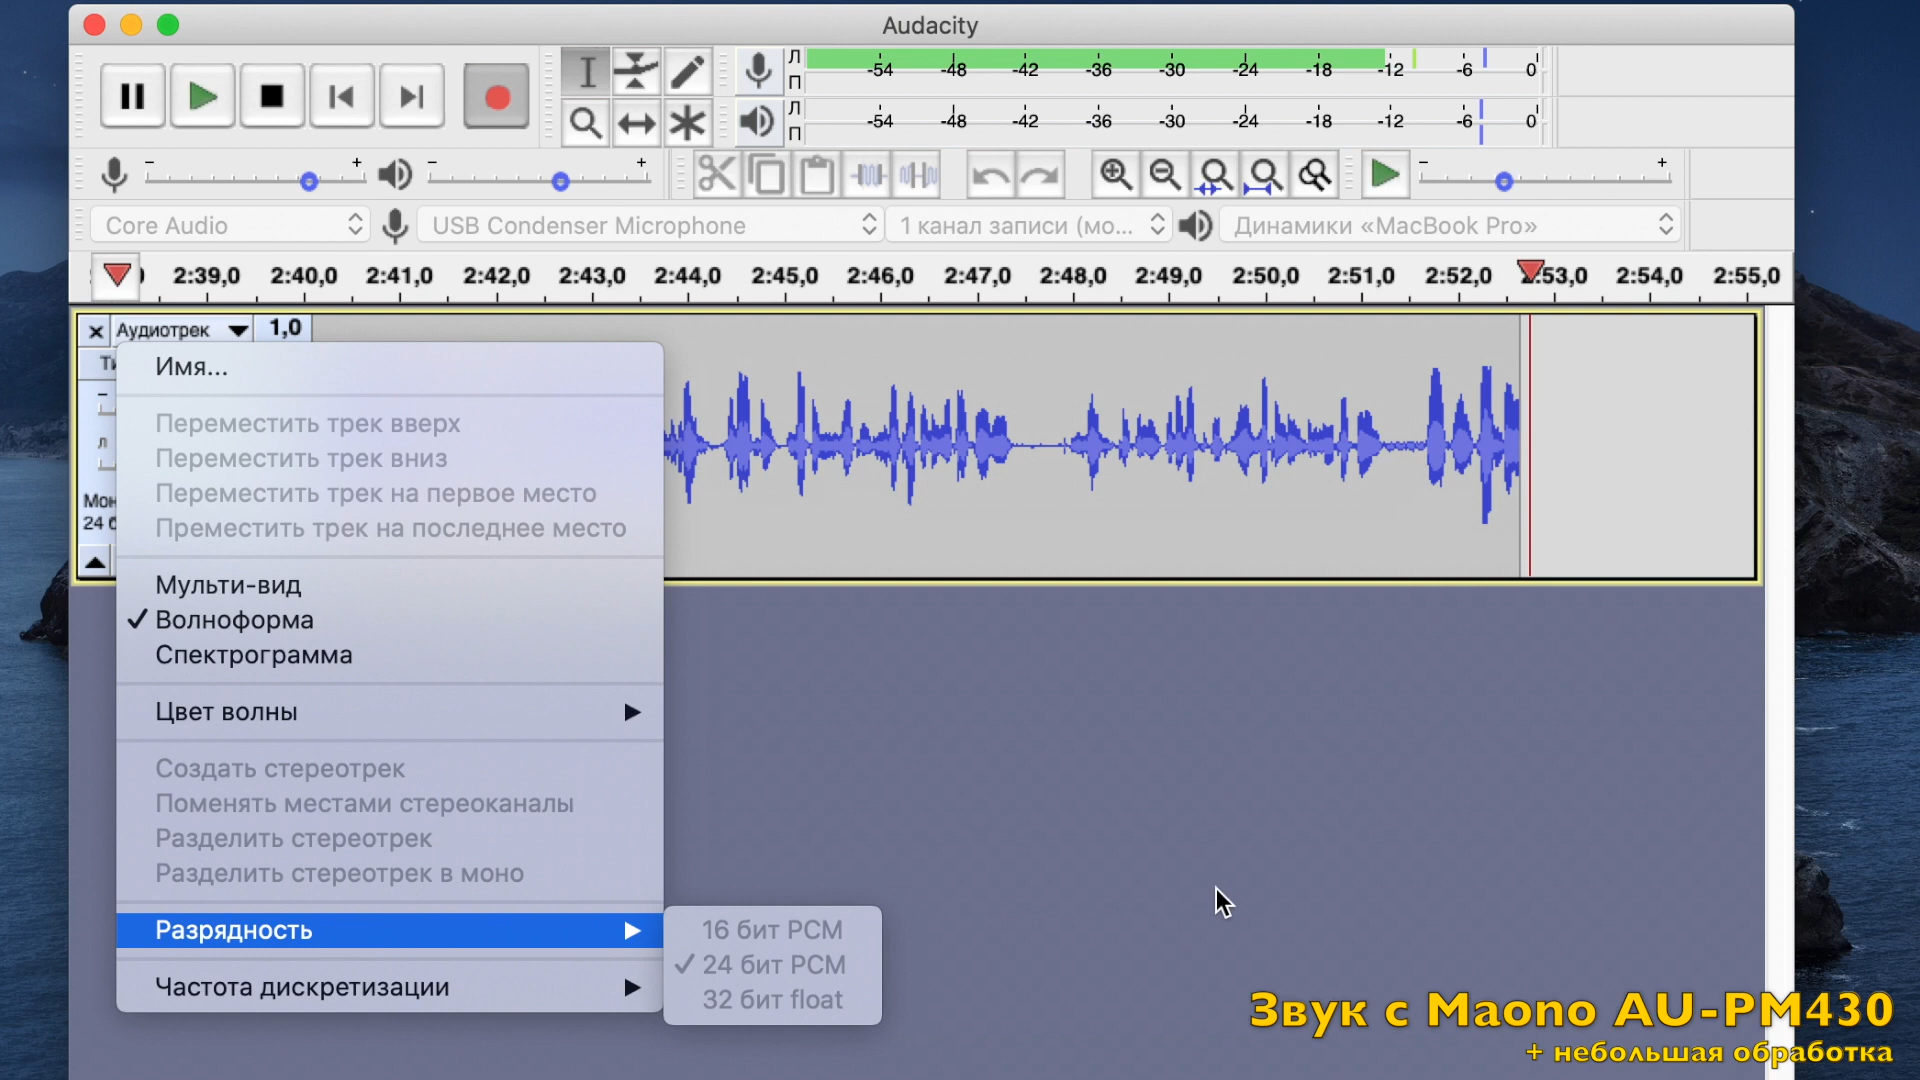 Audacity
Л
-54 -48 -42 -36 -30 -24 -18 -12 -6 0
П
Л
-54 -48 -42 -36 -30 -24 -18 -12 -6 0
П
- + - + - +
Core Audio USB Condenser Microphone 1 канал записи (мо... Динамики «MacBook Pro»
2:39,0 2:40,0 2:41,0 2:42,0 2:43,0 2:44,0 2:45,0 2:46,0 2:47,0 2:48,0 2:49,0 2:50,0 2:51,0 2:52,0 2:53,0 2:54,0 2:55,0
Аудиотрек 1,0
Имя...
Переместить трек вверх
Переместить трек вниз
Переместить трек на первое место
Преместить трек на последнее место
Мульти-вид
Волноформа
Спектрограмма
Цвет волны
Создать стереотрек
Поменять местами стереоканалы
Разделить стереотрек
Разделить стереотрек в моно
Разрядность
16 бит PCM
24 бит PCM
32 бит float
Частота дискретизации
Звук с Maono AU-PM430
+ небольшая обработка